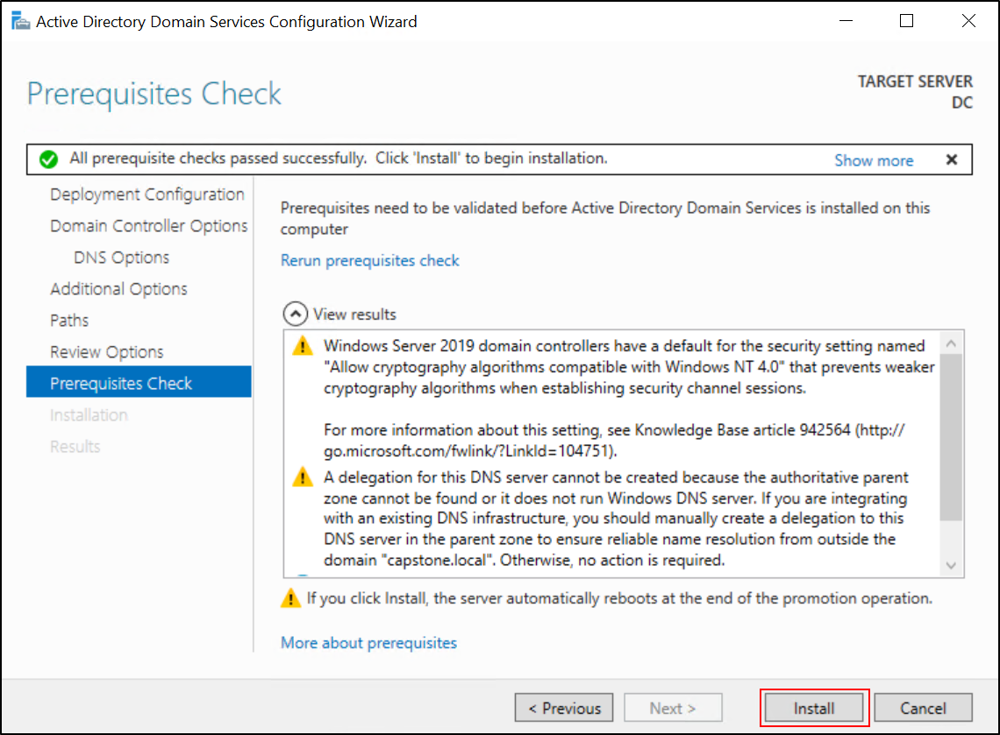 Active Directory Domain Services Configuration Wizard
Prerequisites Check
TARGET SERVER
DC
All prerequisite checks passed successfully.  Click 'Install' to begin installation.
Show more
Deployment Configuration
Domain Controller Options
DNS Options
Additional Options
Paths
Review Options
Prerequisites Check
Installation
Results
Prerequisites need to be validated before Active Directory Domain Services is installed on this
computer
Rerun prerequisites check
View results
Windows Server 2019 domain controllers have a default for the security setting named
"Allow cryptography algorithms compatible with Windows NT 4.0" that prevents weaker
cryptography algorithms when establishing security channel sessions.
For more information about this setting, see Knowledge Base article 942564 (http://
go.microsoft.com/fwlink/?LinkId=104751).
A delegation for this DNS server cannot be created because the authoritative parent
zone cannot be found or it does not run Windows DNS server. If you are integrating
with an existing DNS infrastructure, you should manually create a delegation to this
DNS server in the parent zone to ensure reliable name resolution from outside the
domain "capstone.local". Otherwise, no action is required.
If you click Install, the server automatically reboots at the end of the promotion operation.
More about prerequisites
< Previous
Next >
Install
Cancel